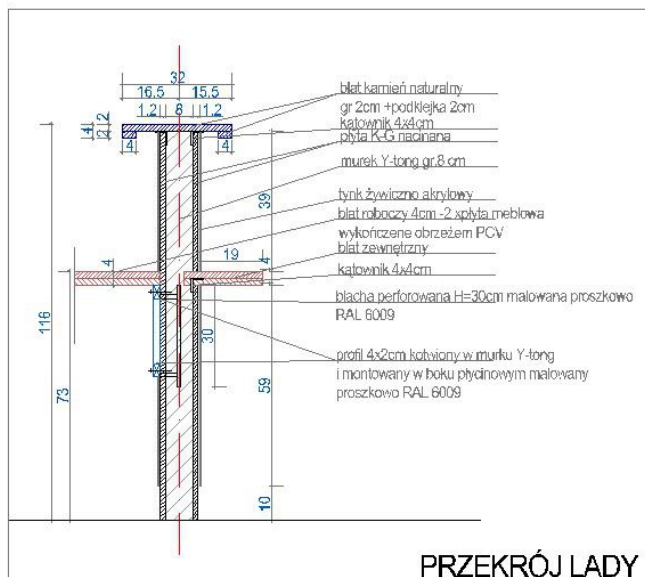 32
16.5 15.5
1.2 8 1.2
blat kamień naturalny
gr 2cm +podklejka 2cm
kątownik 4x4cm
płyta K-G nacinana
4 2 2
4 4
murek Y-tong gr.8 cm
39
tynk żywiczno akrylowy
blat roboczy 4cm -2 xpłyta meblowa
wykończone obrzeżem PCV
4 19 4
blat zewnętrzny
kątownik 4x4cm
blacha perforowana H=30cm malowana proszkowo
RAL 6009
116
30
profil 4x2cm kotwiony w murku Y-tong
i montowany w boku płycinowym malowany
proszkowo RAL 6009
73
59
10
PRZEKRÓJ LADY